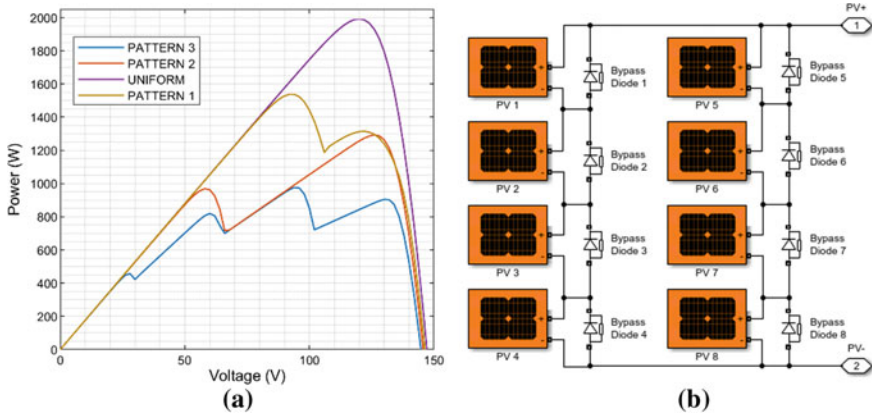 2000
1800
1600
1400
1200
1000
800
600
400
200
0
Power (W)
PATTERN 3
PATTERN 2
UNIFORM
PATTERN 1
0
50
100
150
Voltage (V)
(a)
PV+
1
PV 1
Bypass
Diode 1
PV 5
Bypass
Diode 5
PV 2
Bypass
Diode 2
PV 6
Bypass
Diode 6
PV 3
Bypass
Diode 3
PV 7
Bypass
Diode 7
PV 4
Bypass
Diode 4
PV 8
Bypass
Diode 8
PV-
2
(b)